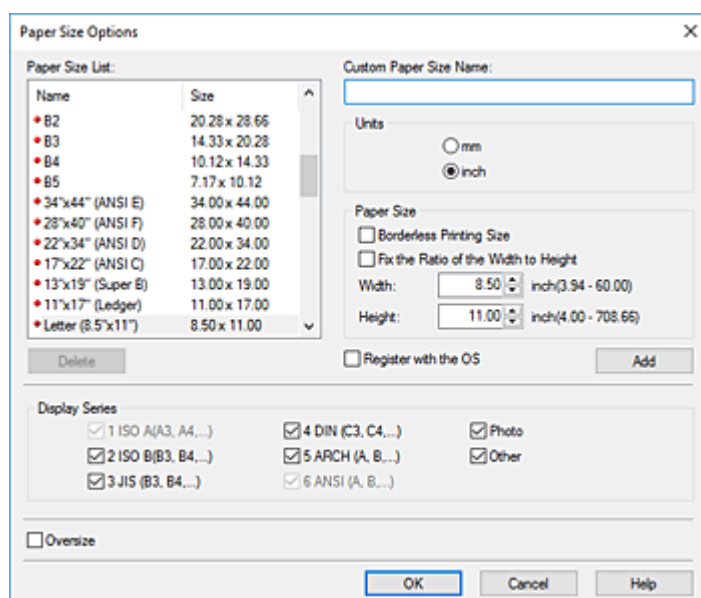 Paper Size Options
Paper Size List:
Name Size
B2 20.28 x 28.66
B3 14.33 x 20.28
B4 10.12 x 14.33
B5 7.17 x 10.12
34"x44" (ANSI E) 34.00 x 44.00
28"x40" (ANSI F) 28.00 x 40.00
22"x34" (ANSI D) 22.00 x 34.00
17"x22" (ANSI C) 17.00 x 22.00
13"x19" (Super B) 13.00 x 19.00
11"x17" (Ledger) 11.00 x 17.00
Letter (8.5"x11") 8.50 x 11.00
Delete
Custom Paper Size Name:
Units
mm
inch
Paper Size
Borderless Printing Size
Fix the Ratio of the Width to Height
Width: 8.50 inch(3.94 - 60.00)
Height: 11.00 inch(4.00 - 708.66)
Register with the OS Add
Display Series
1 ISO A(A3, A4,...) 4 DIN (C3, C4,...) Photo
2 ISO B(B3, B4,...) 5 ARCH (A, B,...) Other
3 JIS (B3, B4,...) 6 ANSI (A, B,...)
Oversize
OK Cancel Help